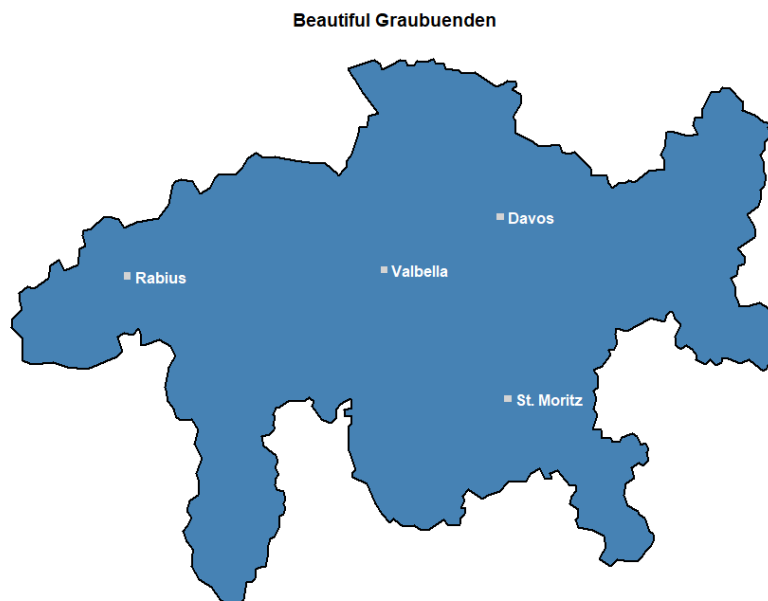 Beautiful Graubuenden
Davos
Valbella
Rabius
St. Moritz